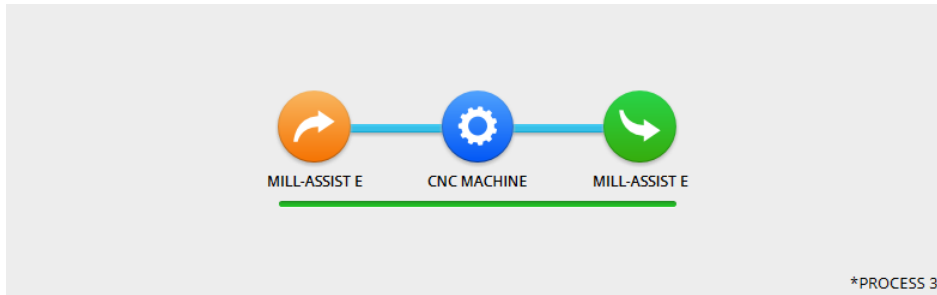 MILL-ASSIST E
CNC MACHINE
MILL-ASSIST E
*PROCESS 3